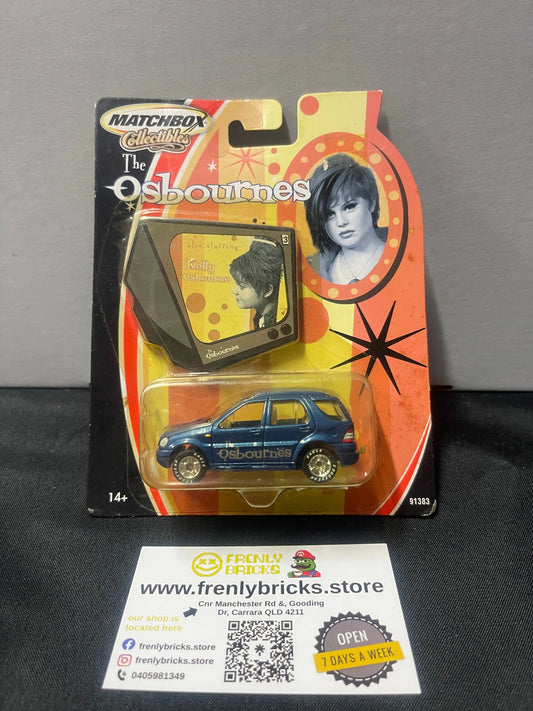 MATCHBOX
Collectibles
The
Osbournes
also starring:
3
Kelly
Osbourne
the
Osbournes
Osbournes
14+
91383
FRENLY
BRICKS
www.frenlybricks.store
Cnr Manchester Rd &, Gooding
Dr, Carrara QLD 4211
our shop is
located here
frenlybricks.store
frenlybricks.store
0405981349
OPEN
7 DAYS A WEEK